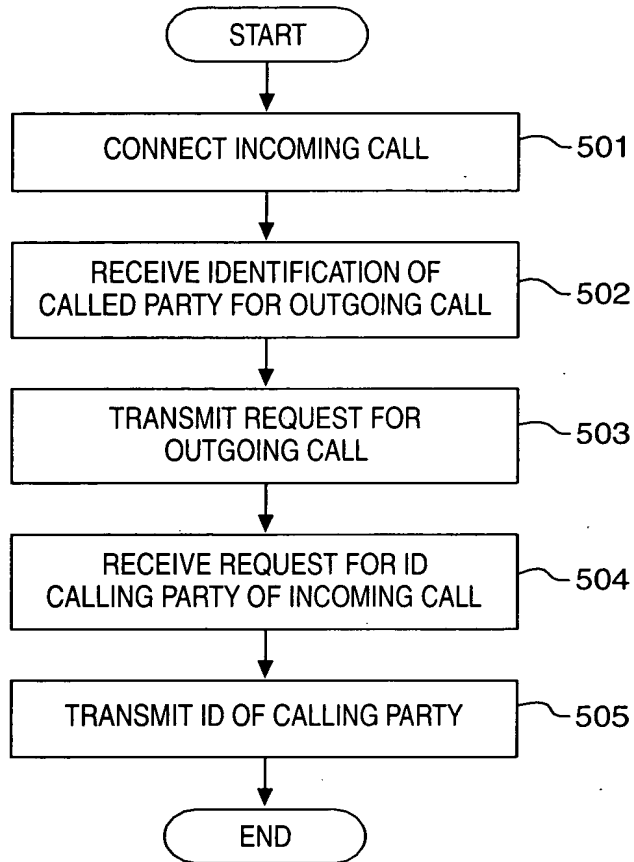 START
CONNECT INCOMING CALL
501
RECEIVE IDENTIFICATION OF
CALLED PARTY FOR OUTGOING CALL
502
TRANSMIT REQUEST FOR
OUTGOING CALL
503
RECEIVE REQUEST FOR ID
CALLING PARTY OF INCOMING CALL
504
TRANSMIT ID OF CALLING PARTY
505
END